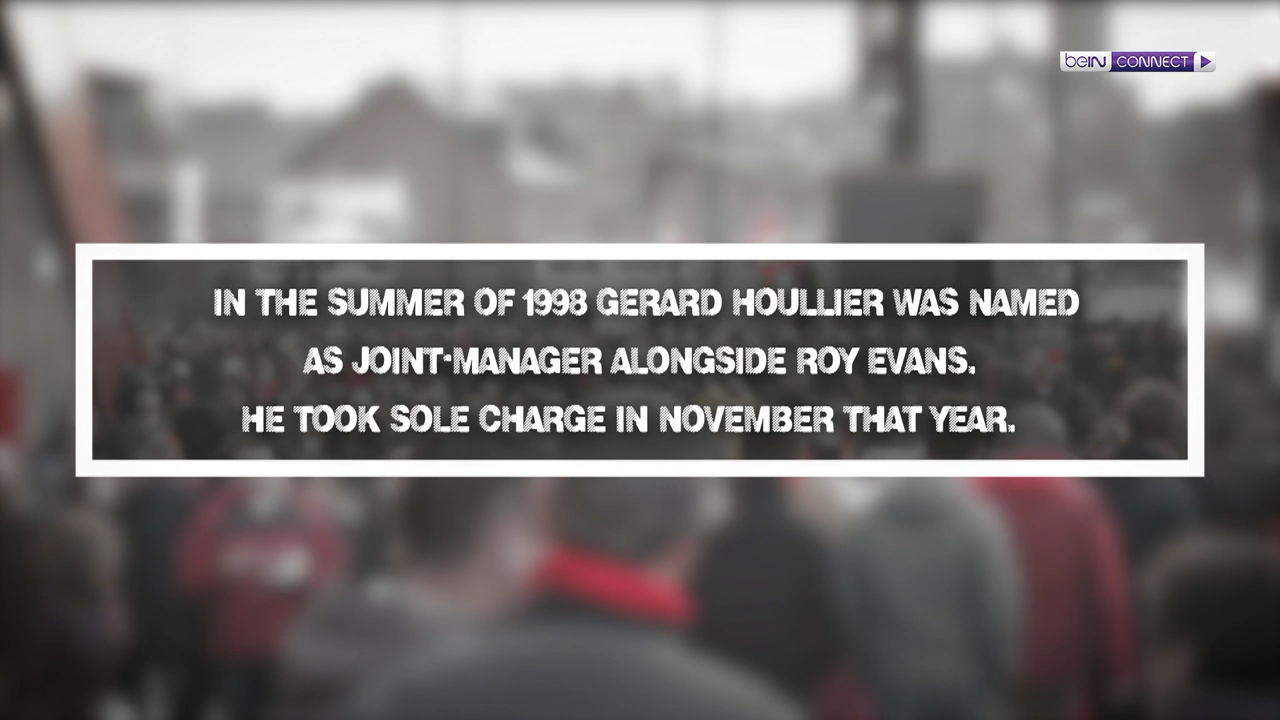 beIN CONNECT
IN THE SUMMER OF 1998 GERARD HOULLIER WAS NAMED
AS JOINT-MANAGER ALONGSIDE ROY EVANS.
HE TOOK SOLE CHARGE IN NOVEMBER THAT YEAR.